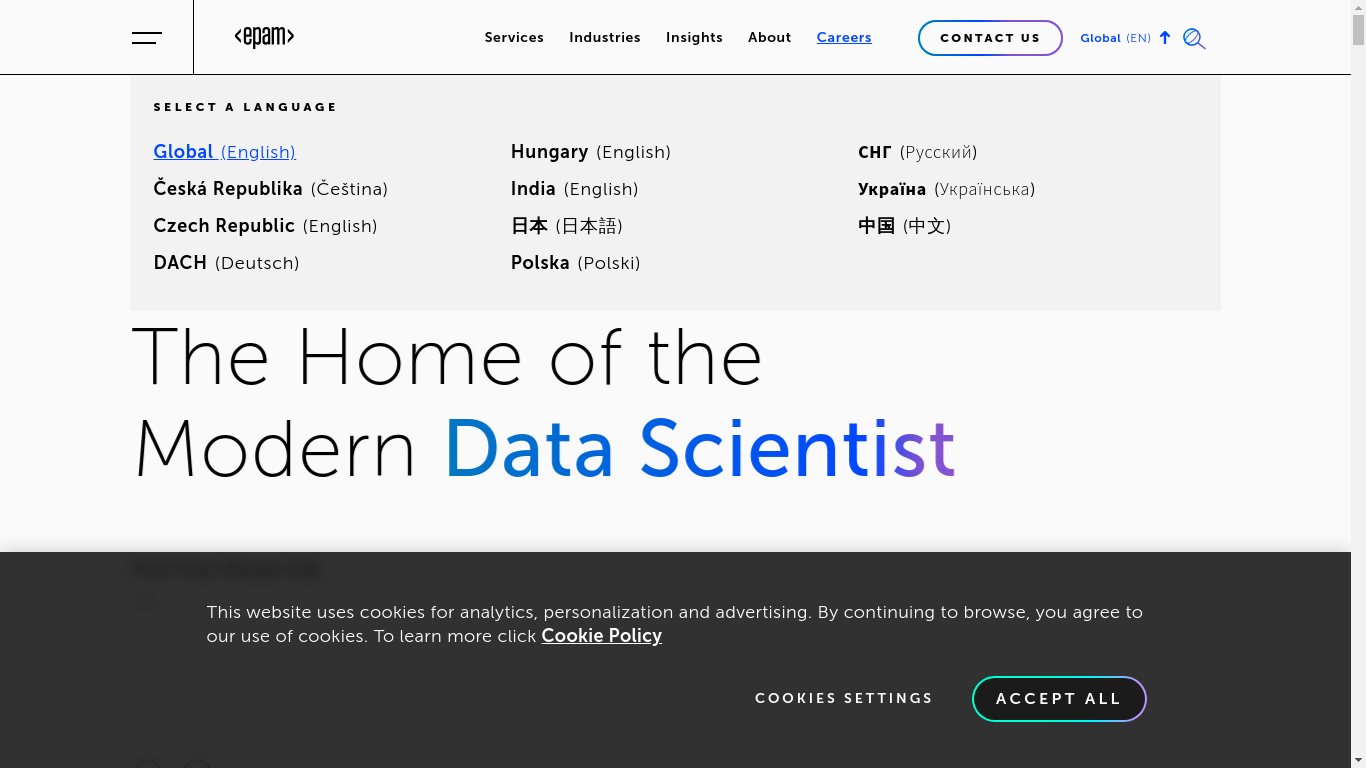 <epam>
Services Industries Insights About Careers CONTACT US Global (EN)
SELECT A LANGUAGE
Global (English)
Česká Republika (Čeština)
Czech Republic (English)
DACH (Deutsch)
Hungary (English)
India (English)
日本 (日本語)
Polska (Polski)
СНГ (Русский)
Україна (Українська)
中国 (中文)
The Home of the
Modern Data Scientist
This website uses cookies for analytics, personalization and advertising. By continuing to browse, you agree to
our use of cookies. To learn more click Cookie Policy
COOKIES SETTINGS
ACCEPT ALL